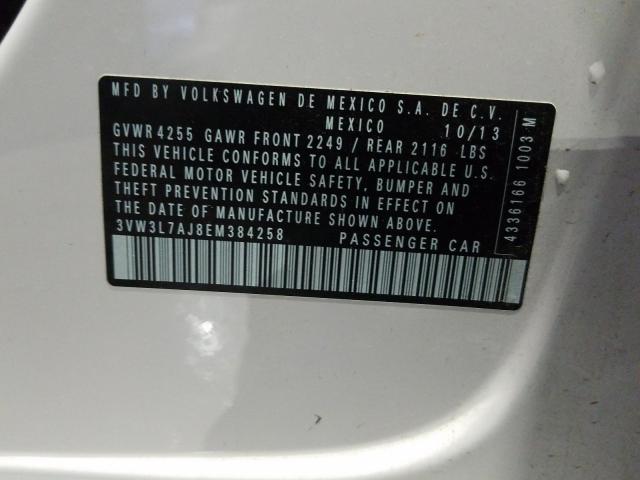 MFD BY VOLKSWAGEN DE MEXICO S.A. DE C.V.
MEXICO 10/13
GVWR 4255 GAWR FRONT 2249 / REAR 2116 LBS
THIS VEHICLE CONFORMS TO ALL APPLICABLE U.S.
FEDERAL MOTOR VEHICLE SAFETY, BUMPER AND
THEFT PREVENTION STANDARDS IN EFFECT ON
THE DATE OF MANUFACTURE SHOWN ABOVE.
3VW3L7AJ8EM384258 PASSENGER CAR
4336166 1003 M